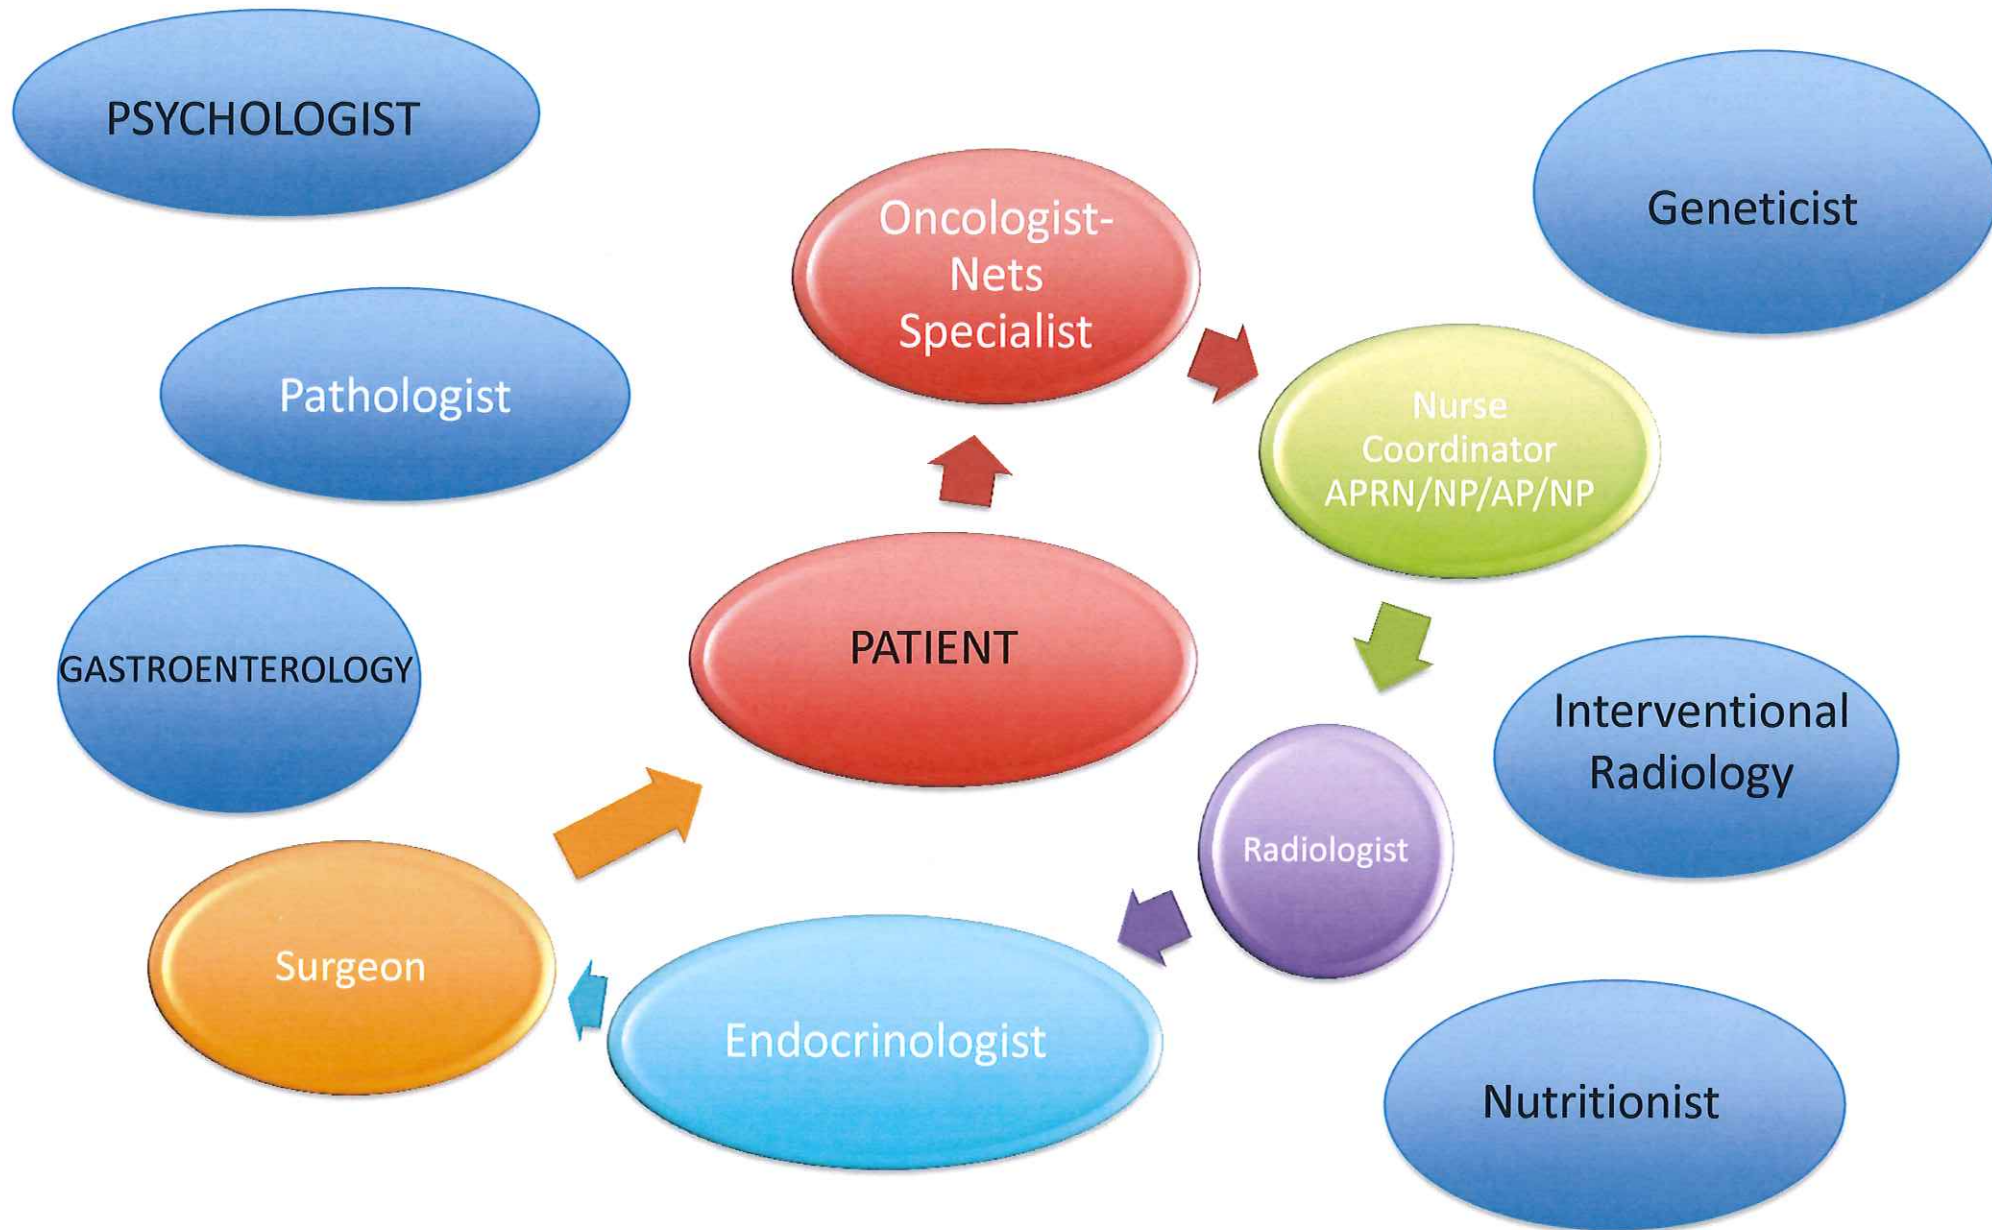 PSYCHOLOGIST
Oncologist-
Nets
Specialist
Geneticist
Pathologist
Nurse
Coordinator
APRN/NP/AP/NP
PATIENT
GASTROENTEROLOGY
Interventional
Radiology
Radiologist
Surgeon
Endocrinologist
Nutritionist